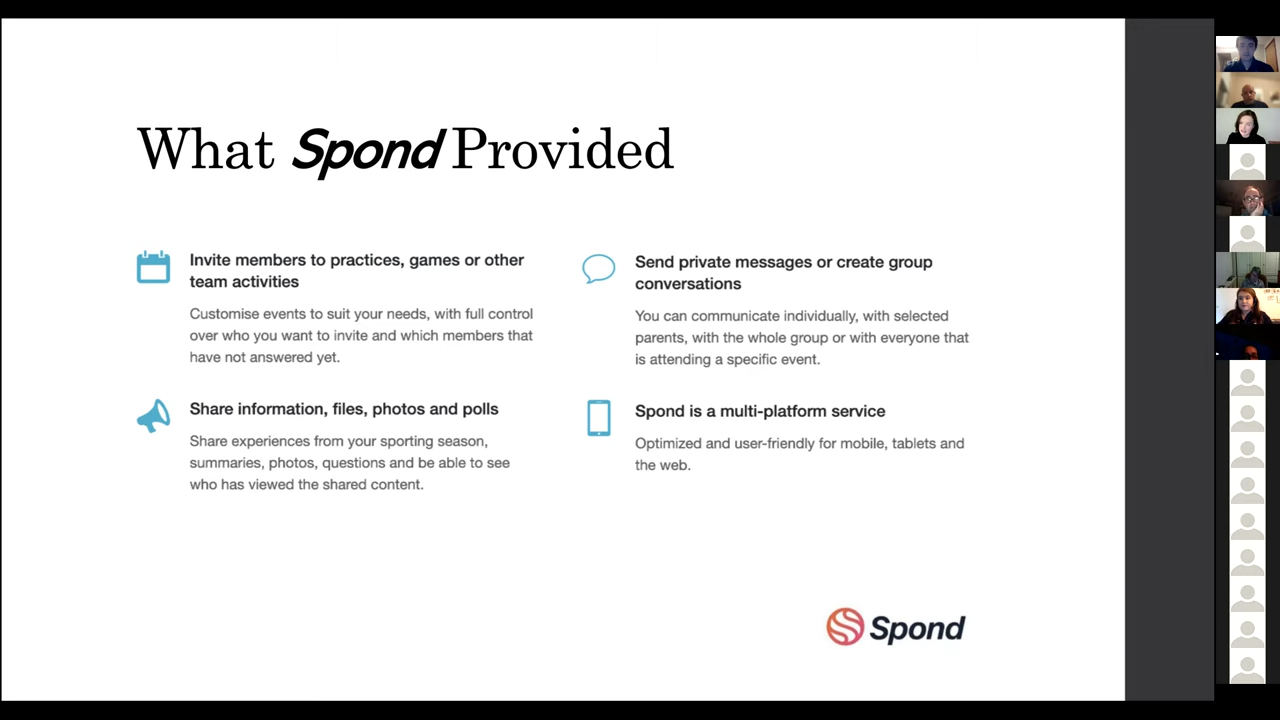 What Spond Provided
Invite members to practices, games or other
team activities
Customise events to suit your needs, with full control
over who you want to invite and which members that
have not answered yet.
Send private messages or create group
conversations
You can communicate individually, with selected
parents, with the whole group or with everyone that
is attending a specific event.
Share information, files, photos and polls
Share experiences from your sporting season,
summaries, photos, questions and be able to see
who has viewed the shared content.
Spond is a multi-platform service
Optimized and user-friendly for mobile, tablets and
the web.
Spond